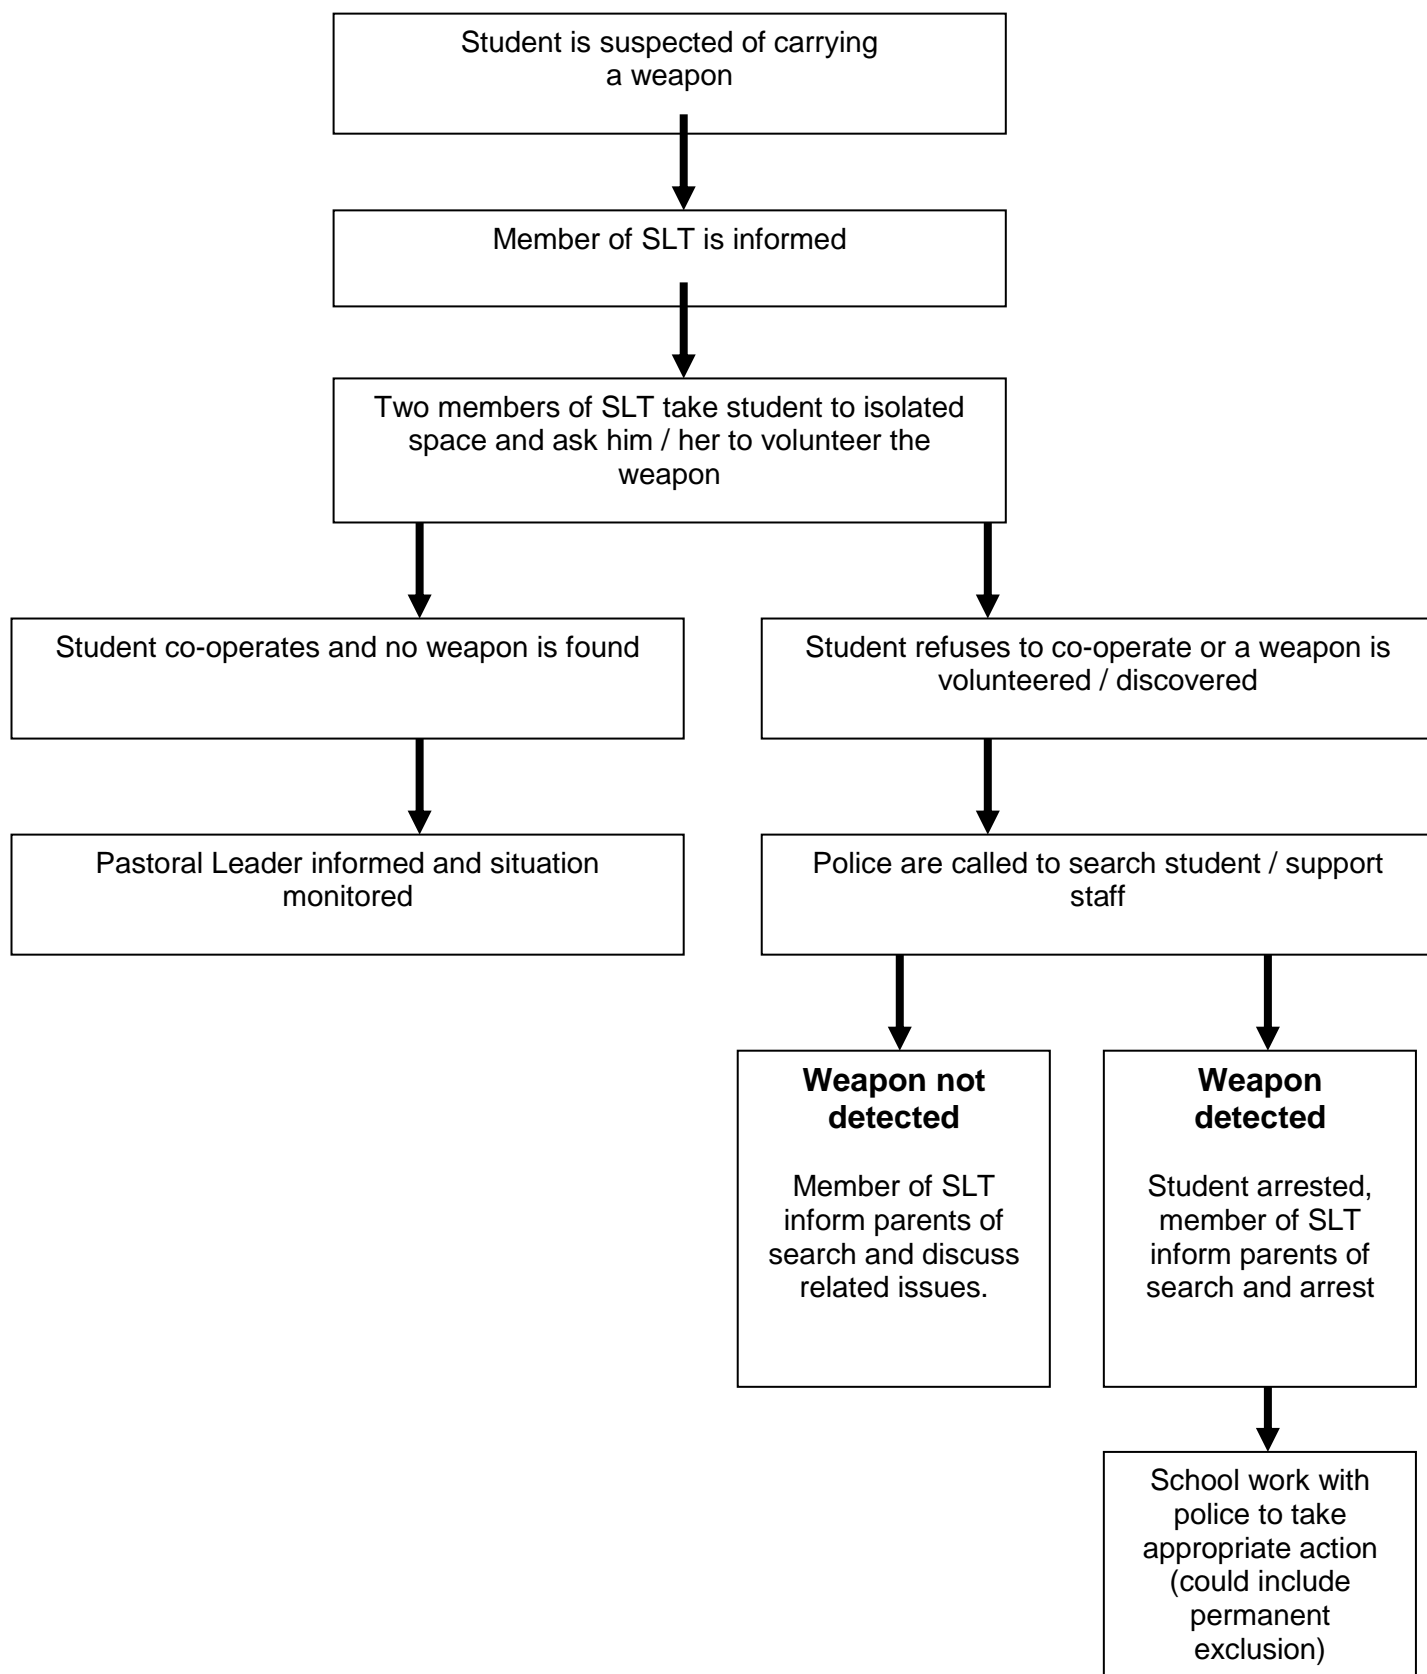 Student is suspected of carrying
a weapon
Member of SLT is informed
Two members of SLT take student to isolated
space and ask him / her to volunteer the
weapon
Student co-operates and no weapon is found
Student refuses to co-operate or a weapon is
volunteered / discovered
Pastoral Leader informed and situation
monitored
Police are called to search student / support
staff
Weapon not
detected
Member of SLT
inform parents of
search and discuss
related issues.
Weapon
detected
Student arrested,
member of SLT
inform parents of
search and arrest
School work with
police to take
appropriate action
(could include
permanent
exclusion)